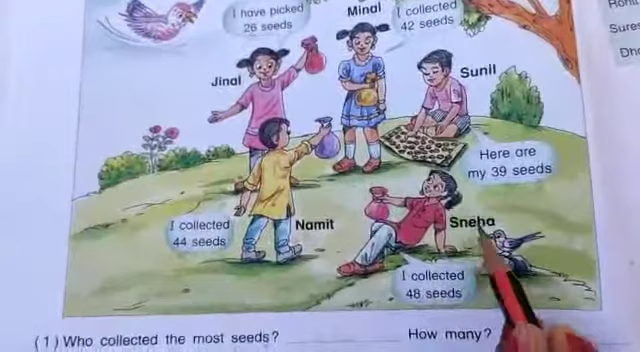 I have picked
26 seeds
Minal
I collected
42 seeds
Jinal
Sunil
Here are
my 39 seeds
I collected
44 seeds
Namit
Sneha
I collected
48 seeds
(1) Who collected the most seeds? ____________ How many?